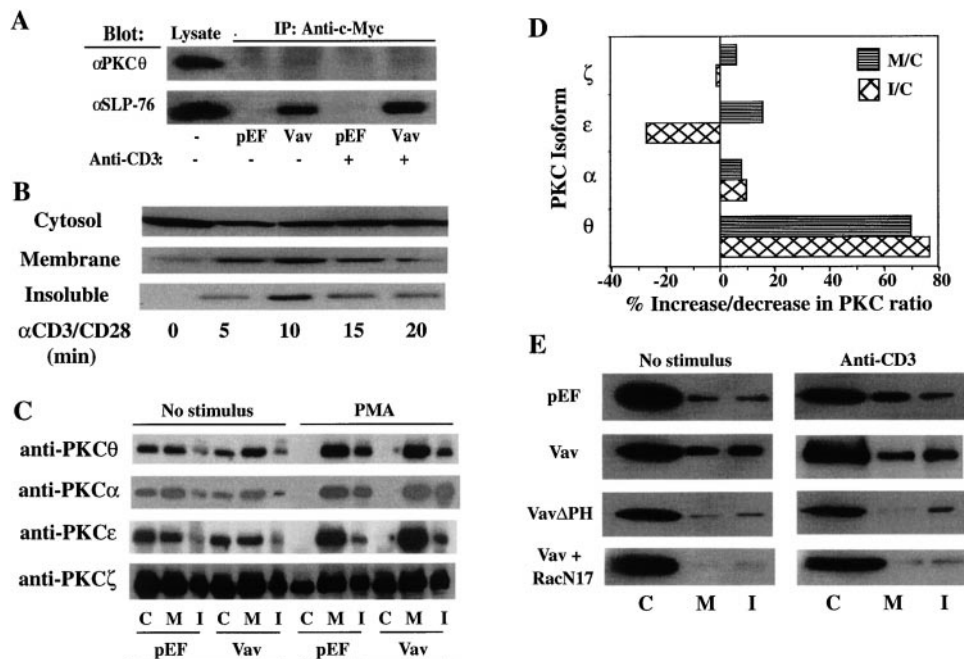 A
Blot: Lysate IP: Anti-c-Myc
αPKCθ
αSLP-76
- pEF Vav pEF Vav
Anti-CD3: - - - + +
B
Cytosol
Membrane
Insoluble
αCD3/CD28 0 5 10 15 20
(min)
C
No stimulus PMA
anti-PKCθ
anti-PKCα
anti-PKCε
anti-PKCζ
C M I C M I C M I C M I
pEF Vav pEF Vav
D
M/C
I/C
PKC Isoform
ζ
ε
α
θ
-40 -20 0 20 40 60 80
% Increase/decrease in PKC ratio
E
No stimulus Anti-CD3
pEF
Vav
VavΔPH
Vav +
RacN17
C M I C M I